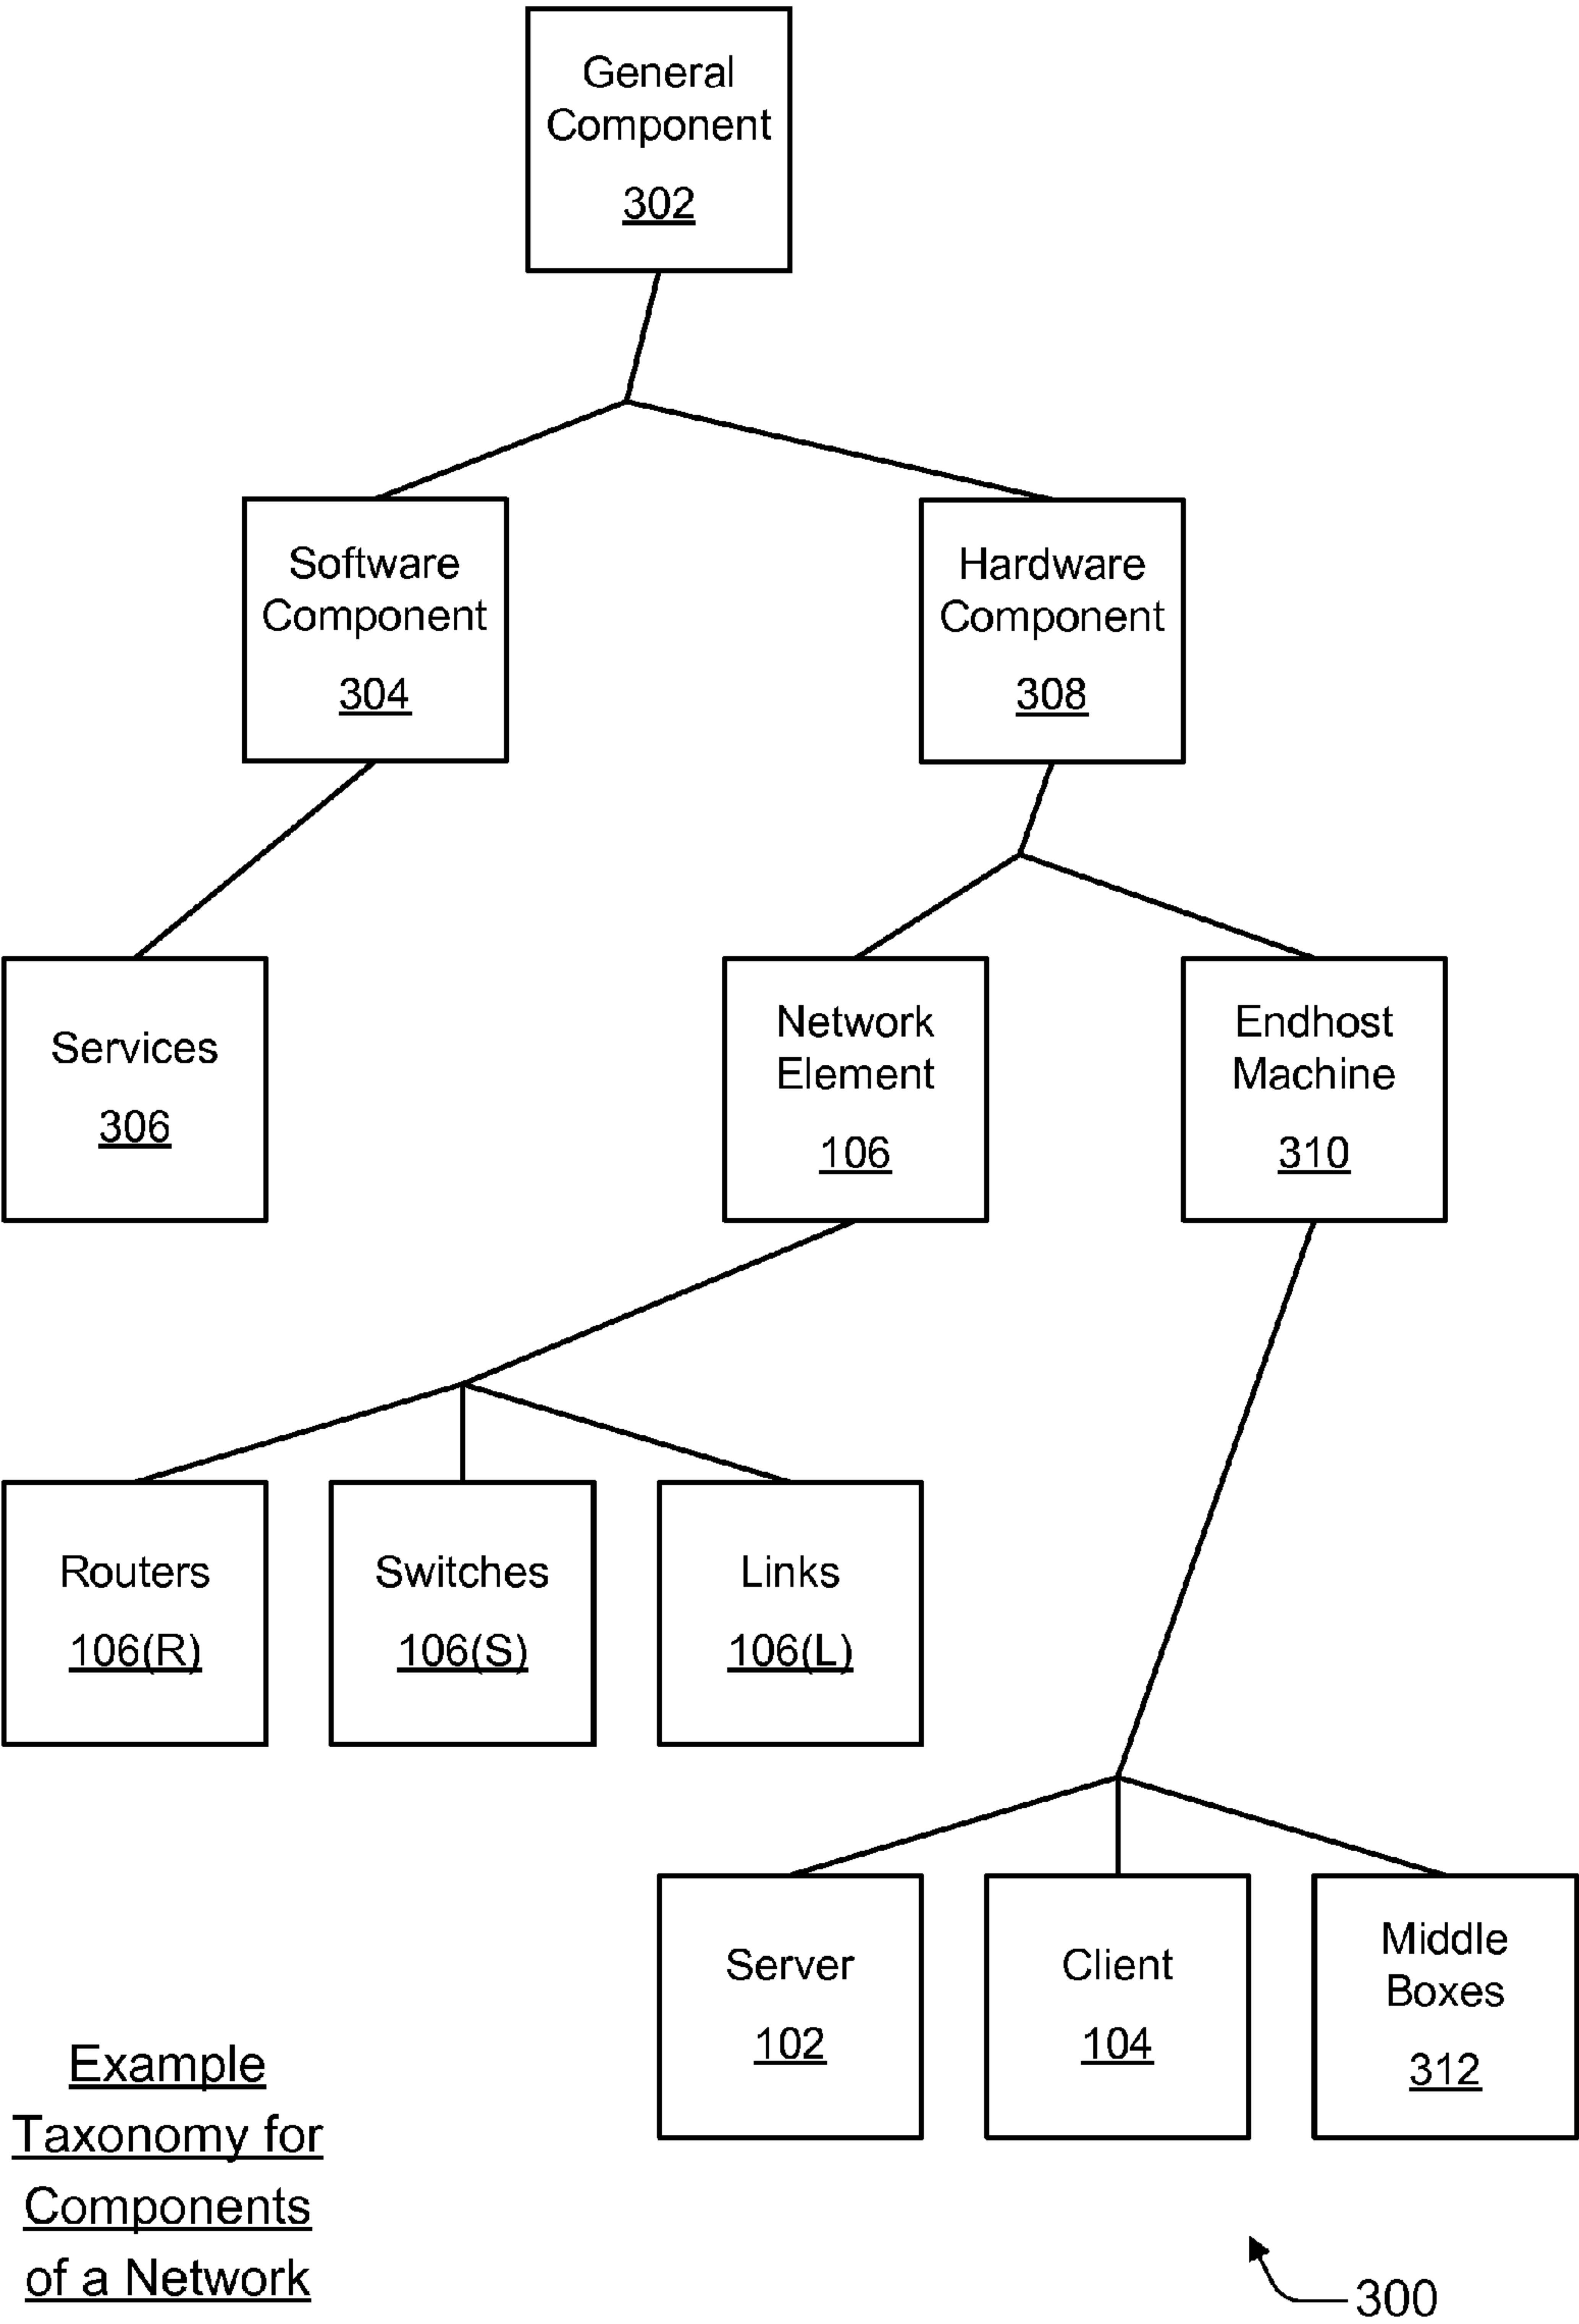 General
Component
302
Software
Component
304
Hardware
Component
308
Services
306
Network
Element
106
Endhost
Machine
310
Routers
106(R)
Switches
106(S)
Links
106(L)
Server
102
Client
104
Middle
Boxes
312
Example
Taxonomy for
Components
of a Network
300